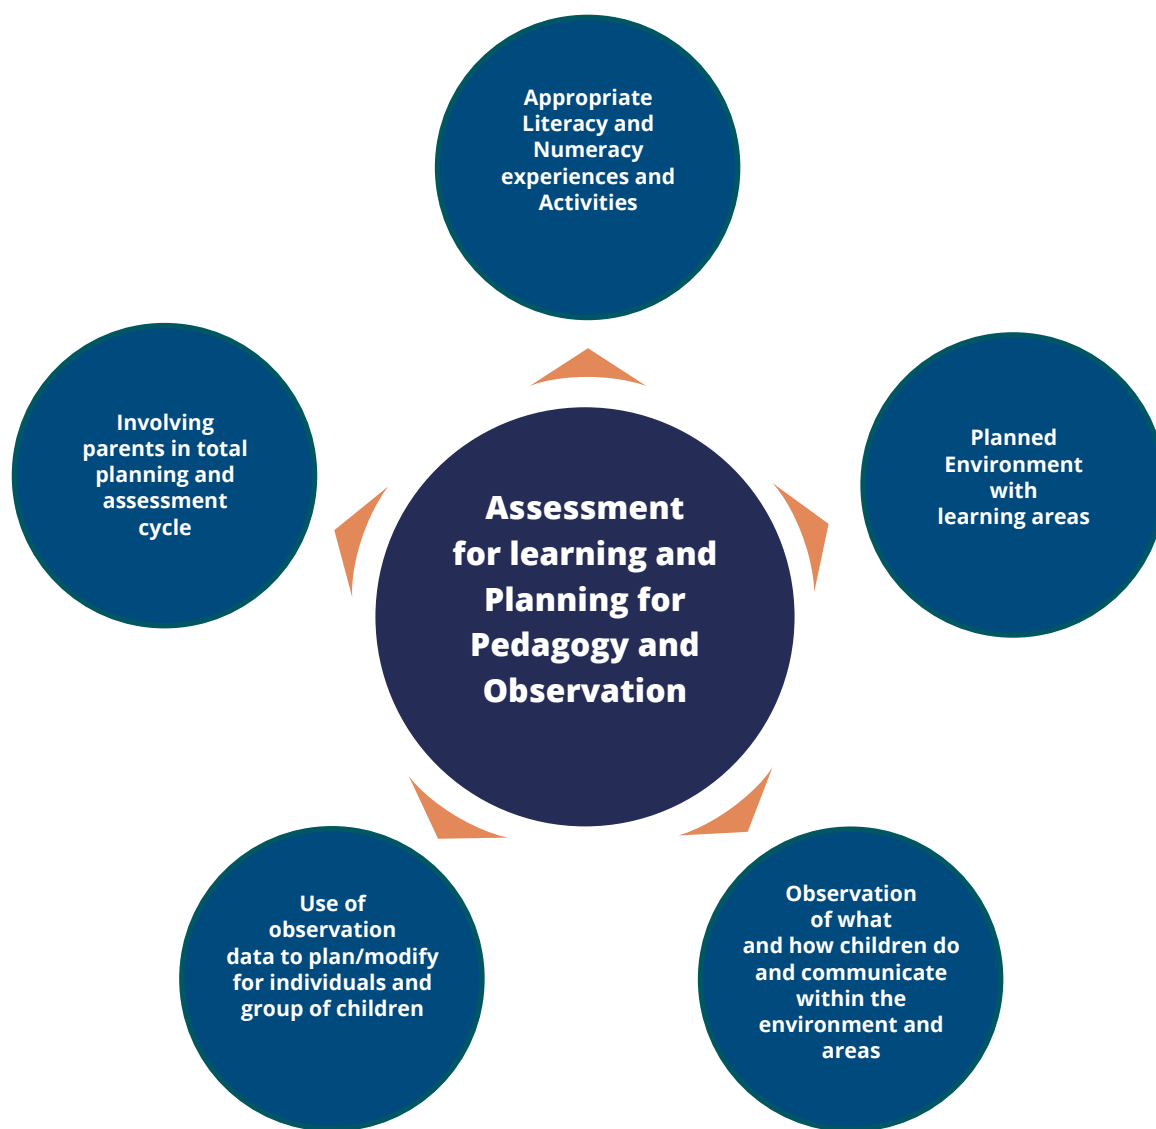 Appropriate
Literacy and
Numeracy
experiences and
Activities
Involving
parents in total
planning and
assessment
cycle
Planned
Environment
with
learning areas
Assessment
for learning and
Planning for
Pedagogy and
Observation
Use of
observation
data to plan/modify
for individuals and
group of children
Observation
of what
and how children do
and communicate
within the
environment and
areas